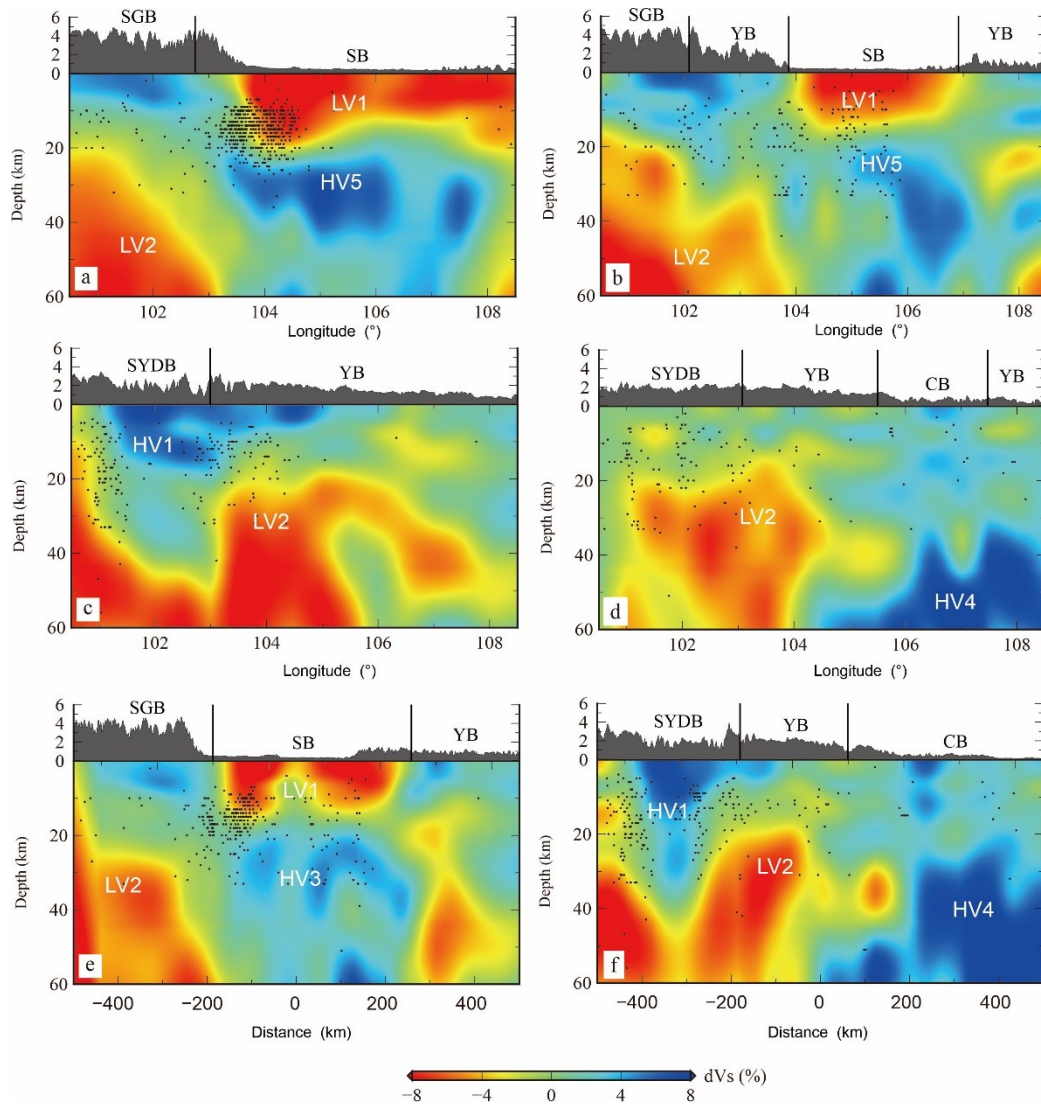 SGB SB
6 4 2 0
LV1
HV5
LV2
a
0 20 40 60
Depth (km)
102 104 106 108
Longitude (°)
SGB YB SB YB
6 4 2 0
LV1
HV5
LV2
b
0 20 40 60
Depth (km)
102 104 106 108
Longitude (°)
SYDB YB
6 4 2 0
HV1
LV2
c
0 20 40 60
Depth (km)
102 104 106 108
Longitude (°)
SYDB YB CB YB
6 4 2 0
LV2
HV4
d
0 20 40 60
Depth (km)
102 104 106 108
Longitude (°)
SGB SB YB
6 4 2 0
LV1
HV3
LV2
e
0 20 40 60
Depth (km)
−400 −200 0 200 400
Distance (km)
SYDB YB CB
6 4 2 0
HV1
LV2
HV4
f
0 20 40 60
Depth (km)
−400 −200 0 200 400
Distance (km)
dVs (%)
−8 −4 0 4 8